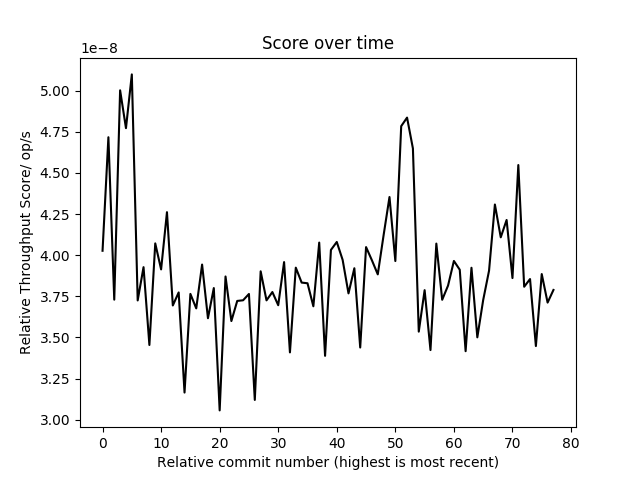 Score over time
1e−8
Relative Throughput Score/ op/s
5.00
4.75
4.50
4.25
4.00
3.75
3.50
3.25
3.00
0 10 20 30 40 50 60 70 80
Relative commit number (highest is most recent)